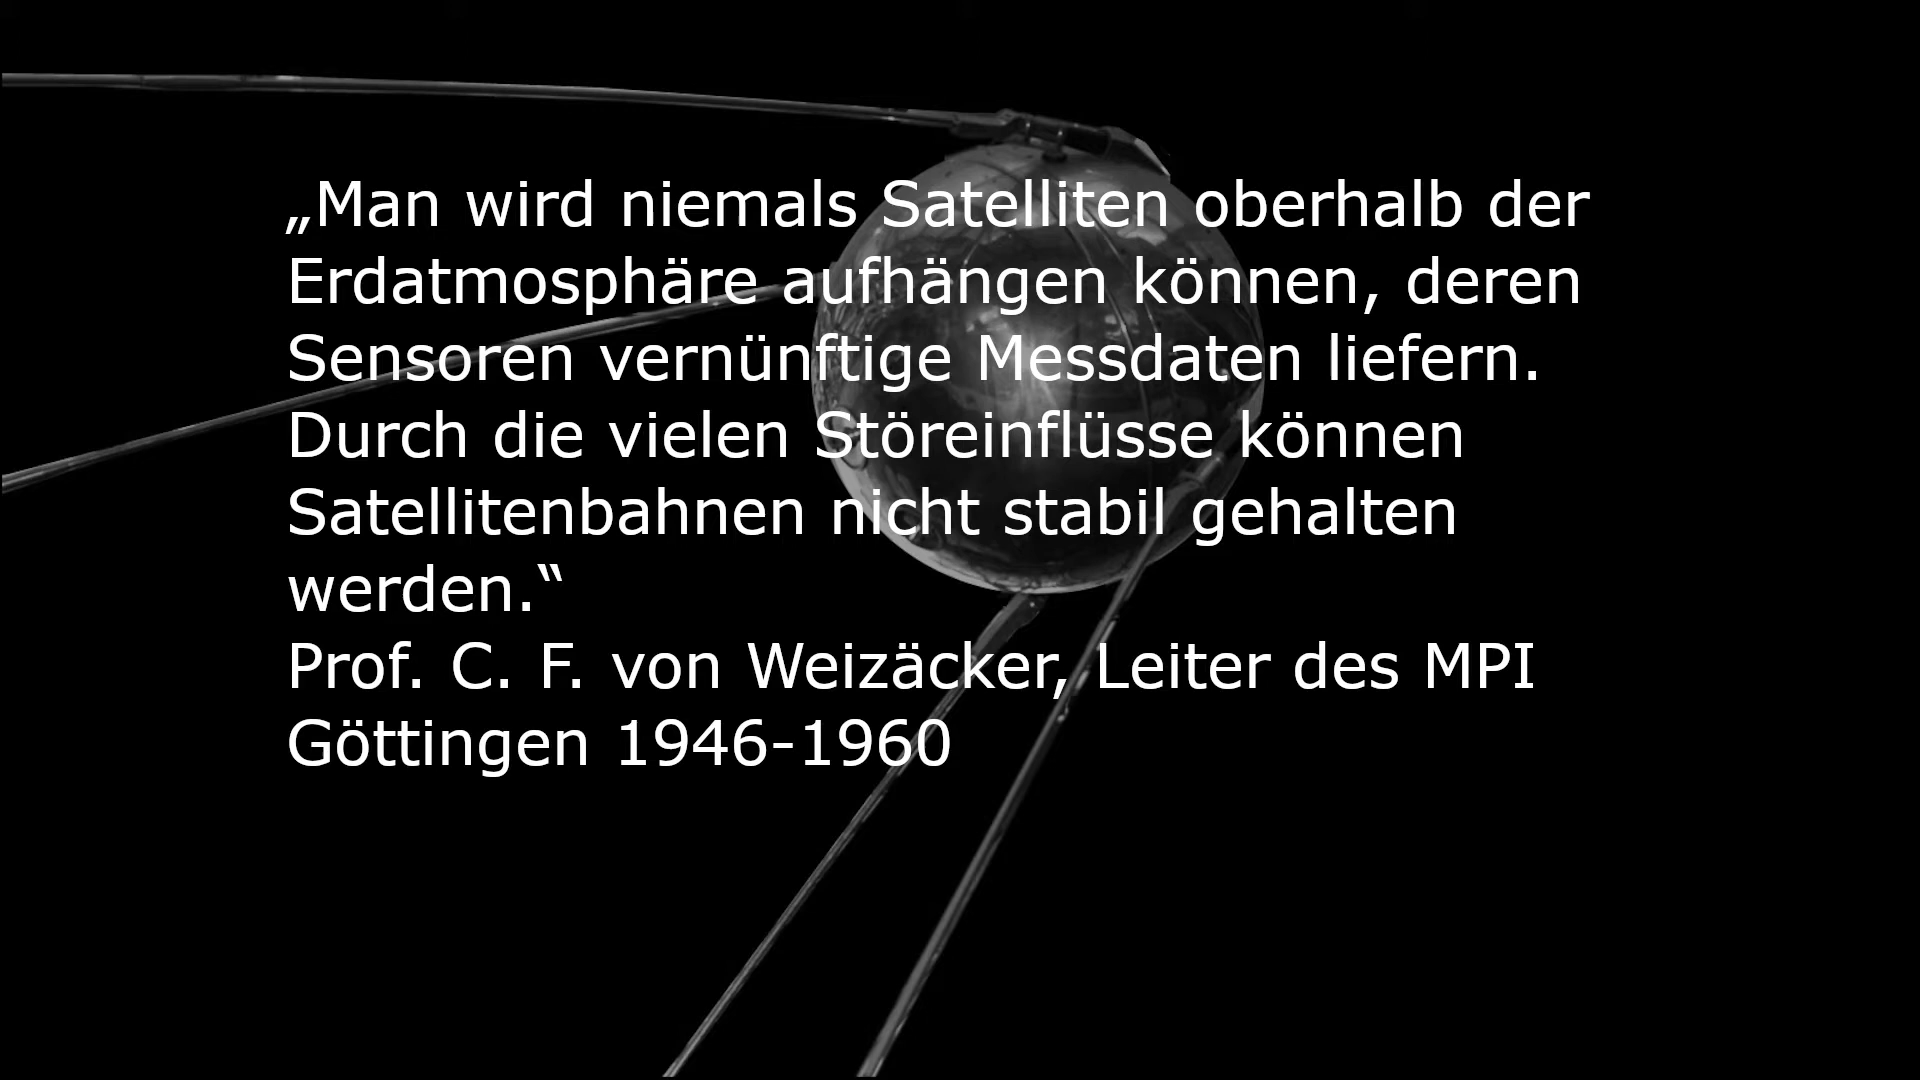 „Man wird niemals Satelliten oberhalb der
Erdatmosphäre aufhängen können, deren
Sensoren vernünftige Messdaten liefern.
Durch die vielen Störeinflüsse können
Satellitenbahnen nicht stabil gehalten
werden.“
Prof. C. F. von Weizäcker, Leiter des MPI
Göttingen 1946-1960